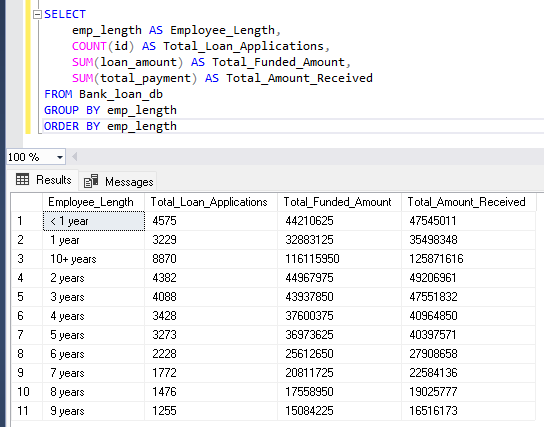 SELECT
emp_length AS Employee_Length,
COUNT(id) AS Total_Loan_Applications,
SUM(loan_amount) AS Total_Funded_Amount,
SUM(total_payment) AS Total_Amount_Received
FROM Bank_loan_db
GROUP BY emp_length
ORDER BY emp_length
100 %
Results Messages
Employee_Length Total_Loan_Applications Total_Funded_Amount Total_Amount_Received
1 < 1 year 4575 44210625 47545011
2 1 year 3229 32883125 35498348
3 10+ years 8870 116115950 125871616
4 2 years 4382 44967975 49206961
5 3 years 4088 43937850 47551832
6 4 years 3428 37600375 40964850
7 5 years 3273 36973625 40397571
8 6 years 2228 25612650 27908658
9 7 years 1772 20811725 22584136
10 8 years 1476 17558950 19025777
11 9 years 1255 15084225 16516173